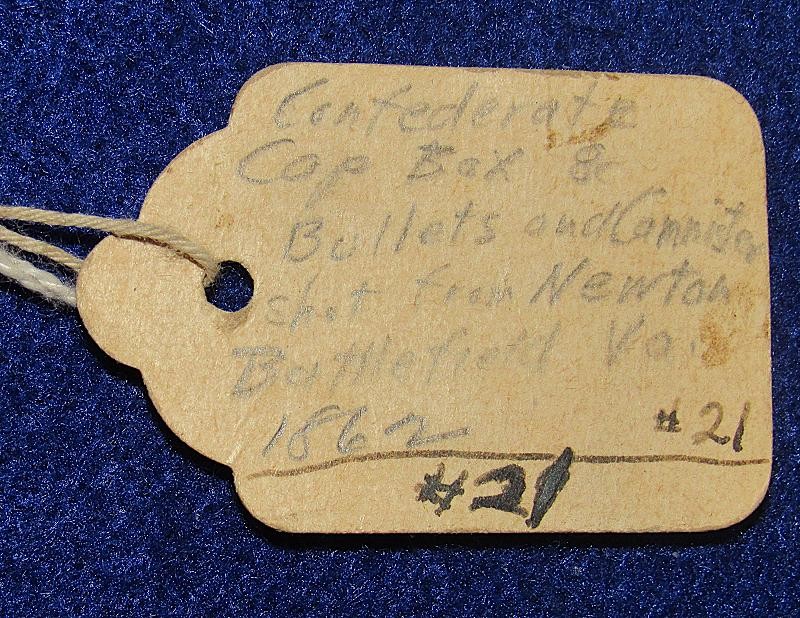 Confederate
Cap Box &
Bullets and Cannister
shot from Newton
Battlefield Va.
1862 #21
#21